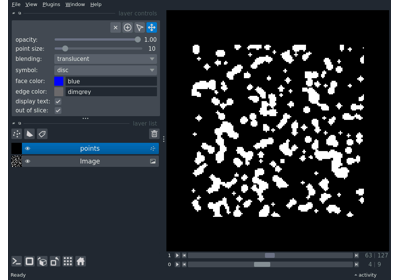 File View Plugins Window Help
layer controls
opacity: 1.00
point size: 10
blending: translucent
symbol: disc
face color: blue
edge color: dimgrey
display text:
out of slice:
layer list
points
Image
1 63 127
0 4 9
Ready
activity